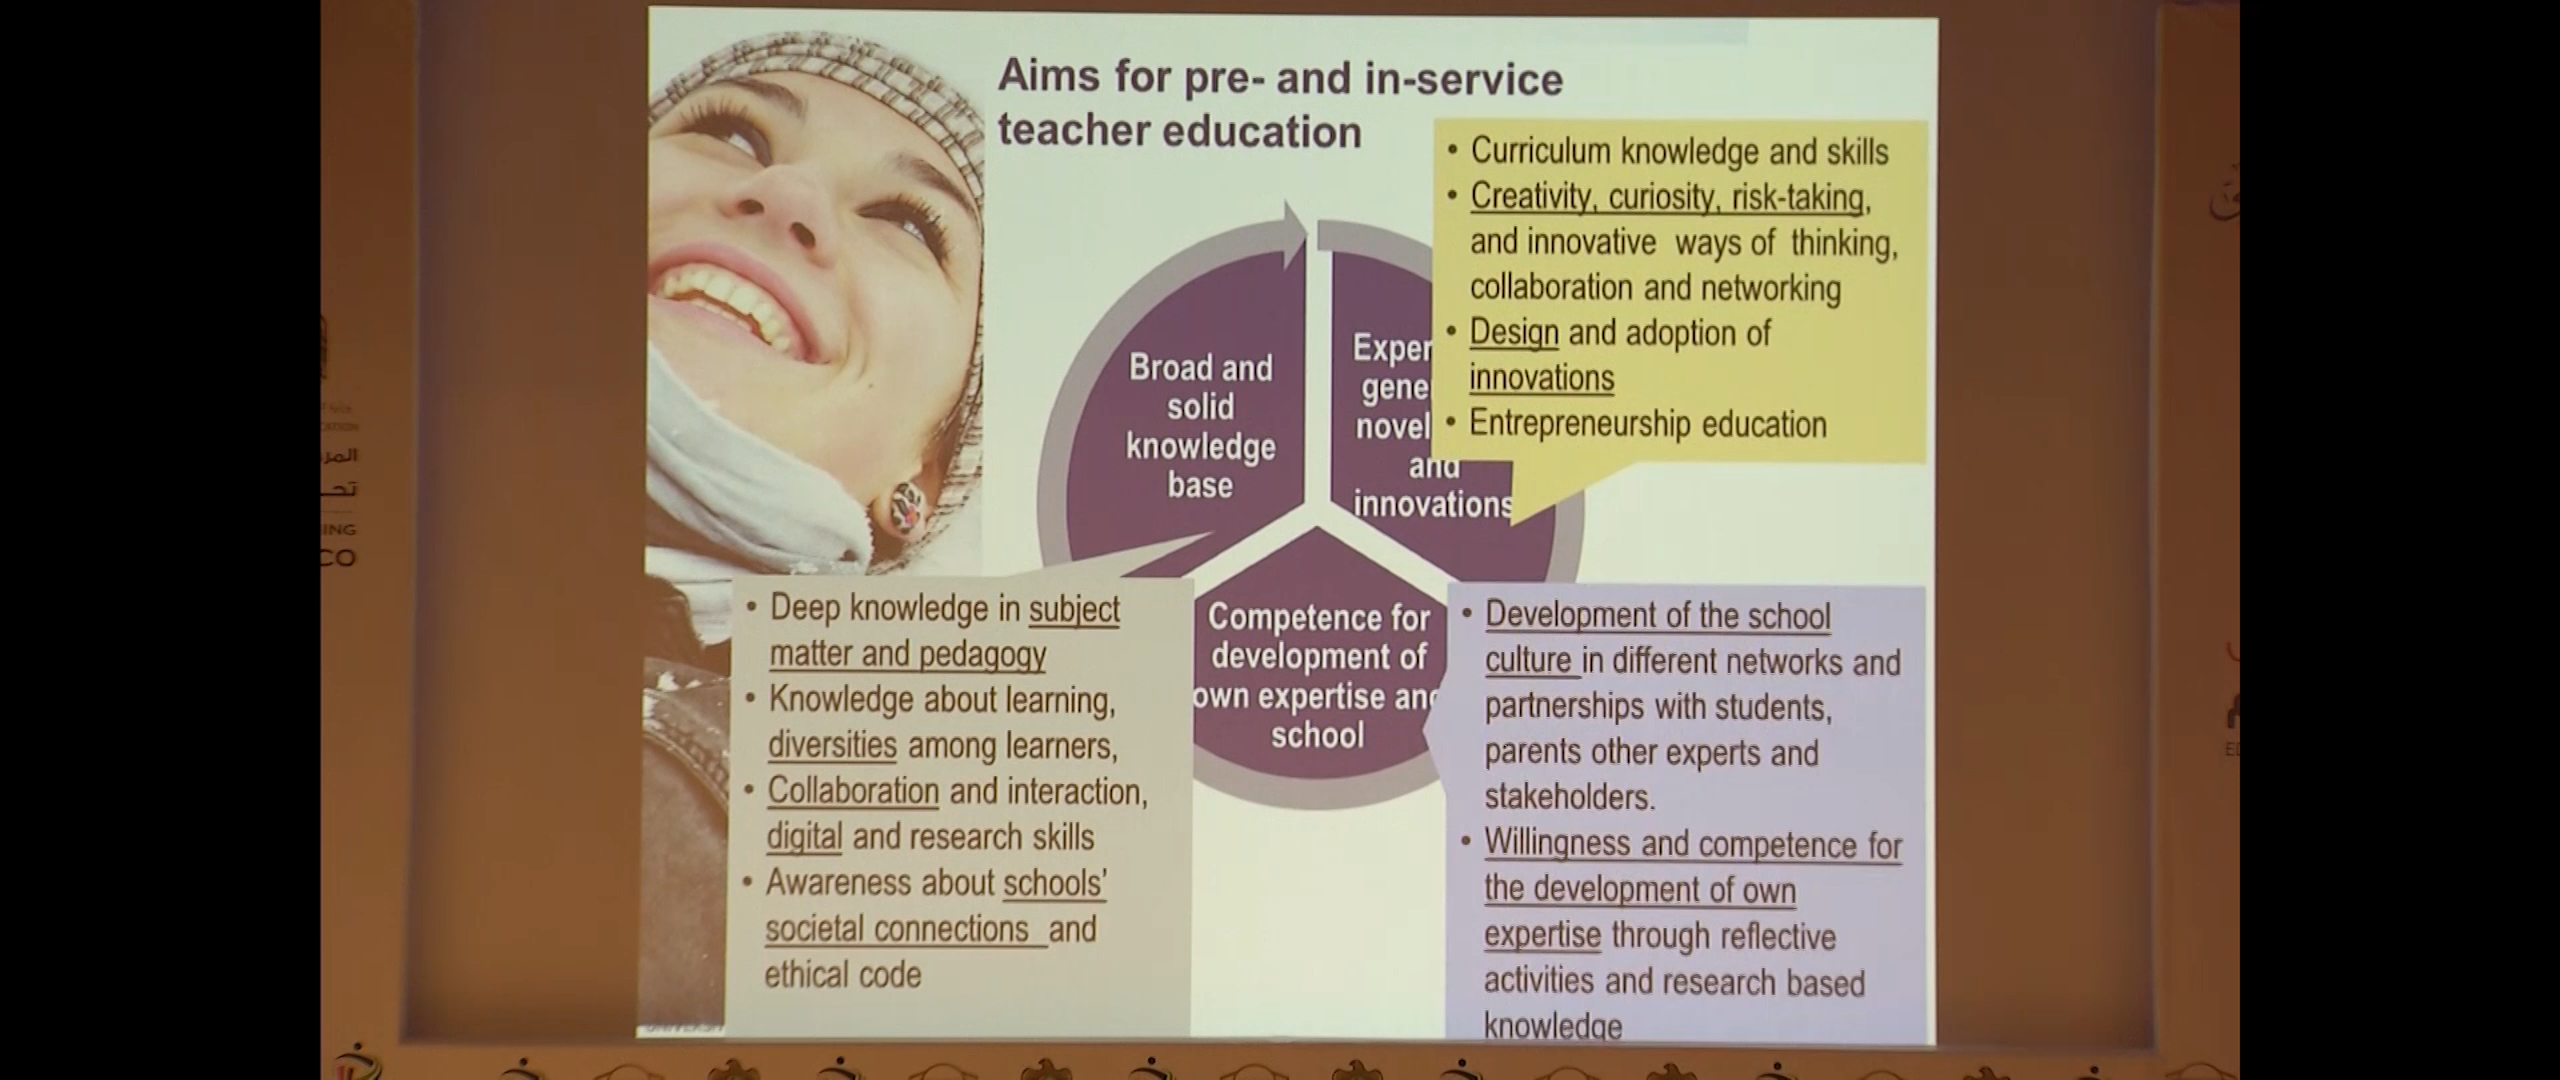 Aims for pre- and in-service
teacher education
• Curriculum knowledge and skills
• Creativity, curiosity, risk-taking,
and innovative ways of thinking,
collaboration and networking
• Design and adoption of
innovations
• Entrepreneurship education
Broad and
solid
knowledge
base
novel
and
innovations
• Deep knowledge in subject
matter and pedagogy
• Knowledge about learning,
diversities among learners,
• Collaboration and interaction,
digital and research skills
• Awareness about schools'
societal connections and
ethical code
Competence for
development of
own expertise and
school
• Development of the school
culture in different networks and
partnerships with students,
parents other experts and
stakeholders.
• Willingness and competence for
the development of own
expertise through reflective
activities and research based
knowledge
ING
CO